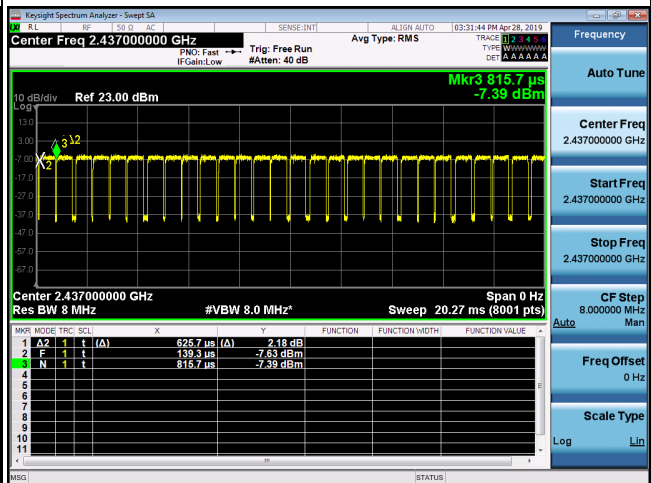 Keysight Spectrum Analyzer - Swept SA
RL RF 50 Ω AC SENSE:INT ALIGN AUTO 03:31:44 PM Apr 28, 2019
Center Freq 2.437000000 GHz
PNO: Fast
IFGain:Low
Trig: Free Run
#Atten: 40 dB
Avg Type: RMS
TRACE 1 2 3 4 5 6
TYPE WWWWWW
DET A A A A A A
Mkr3 815.7 µs
-7.39 dBm
10 dB/div Ref 23.00 dBm
Log
13.0
3.00
-7.00
-17.0
-27.0
-37.0
-47.0
-57.0
-67.0
3 Δ2
X2
Center 2.437000000 GHz Span 0 Hz
Res BW 8 MHz #VBW 8.0 MHz* Sweep 20.27 ms (8001 pts)
MKR MODE TRC SCL X Y FUNCTION FUNCTION WIDTH FUNCTION VALUE
1 Δ2 1 t (Δ) 625.7 µs (Δ) 2.18 dB
2 F 1 t 139.3 µs -7.63 dBm
3 N 1 t 815.7 µs -7.39 dBm
4
5
6
7
8
9
10
11
MSG STATUS
Frequency
Auto Tune
Center Freq
2.437000000 GHz
Start Freq
2.437000000 GHz
Stop Freq
2.437000000 GHz
CF Step
8.000000 MHz
Auto Man
Freq Offset
0 Hz
Scale Type
Log Lin